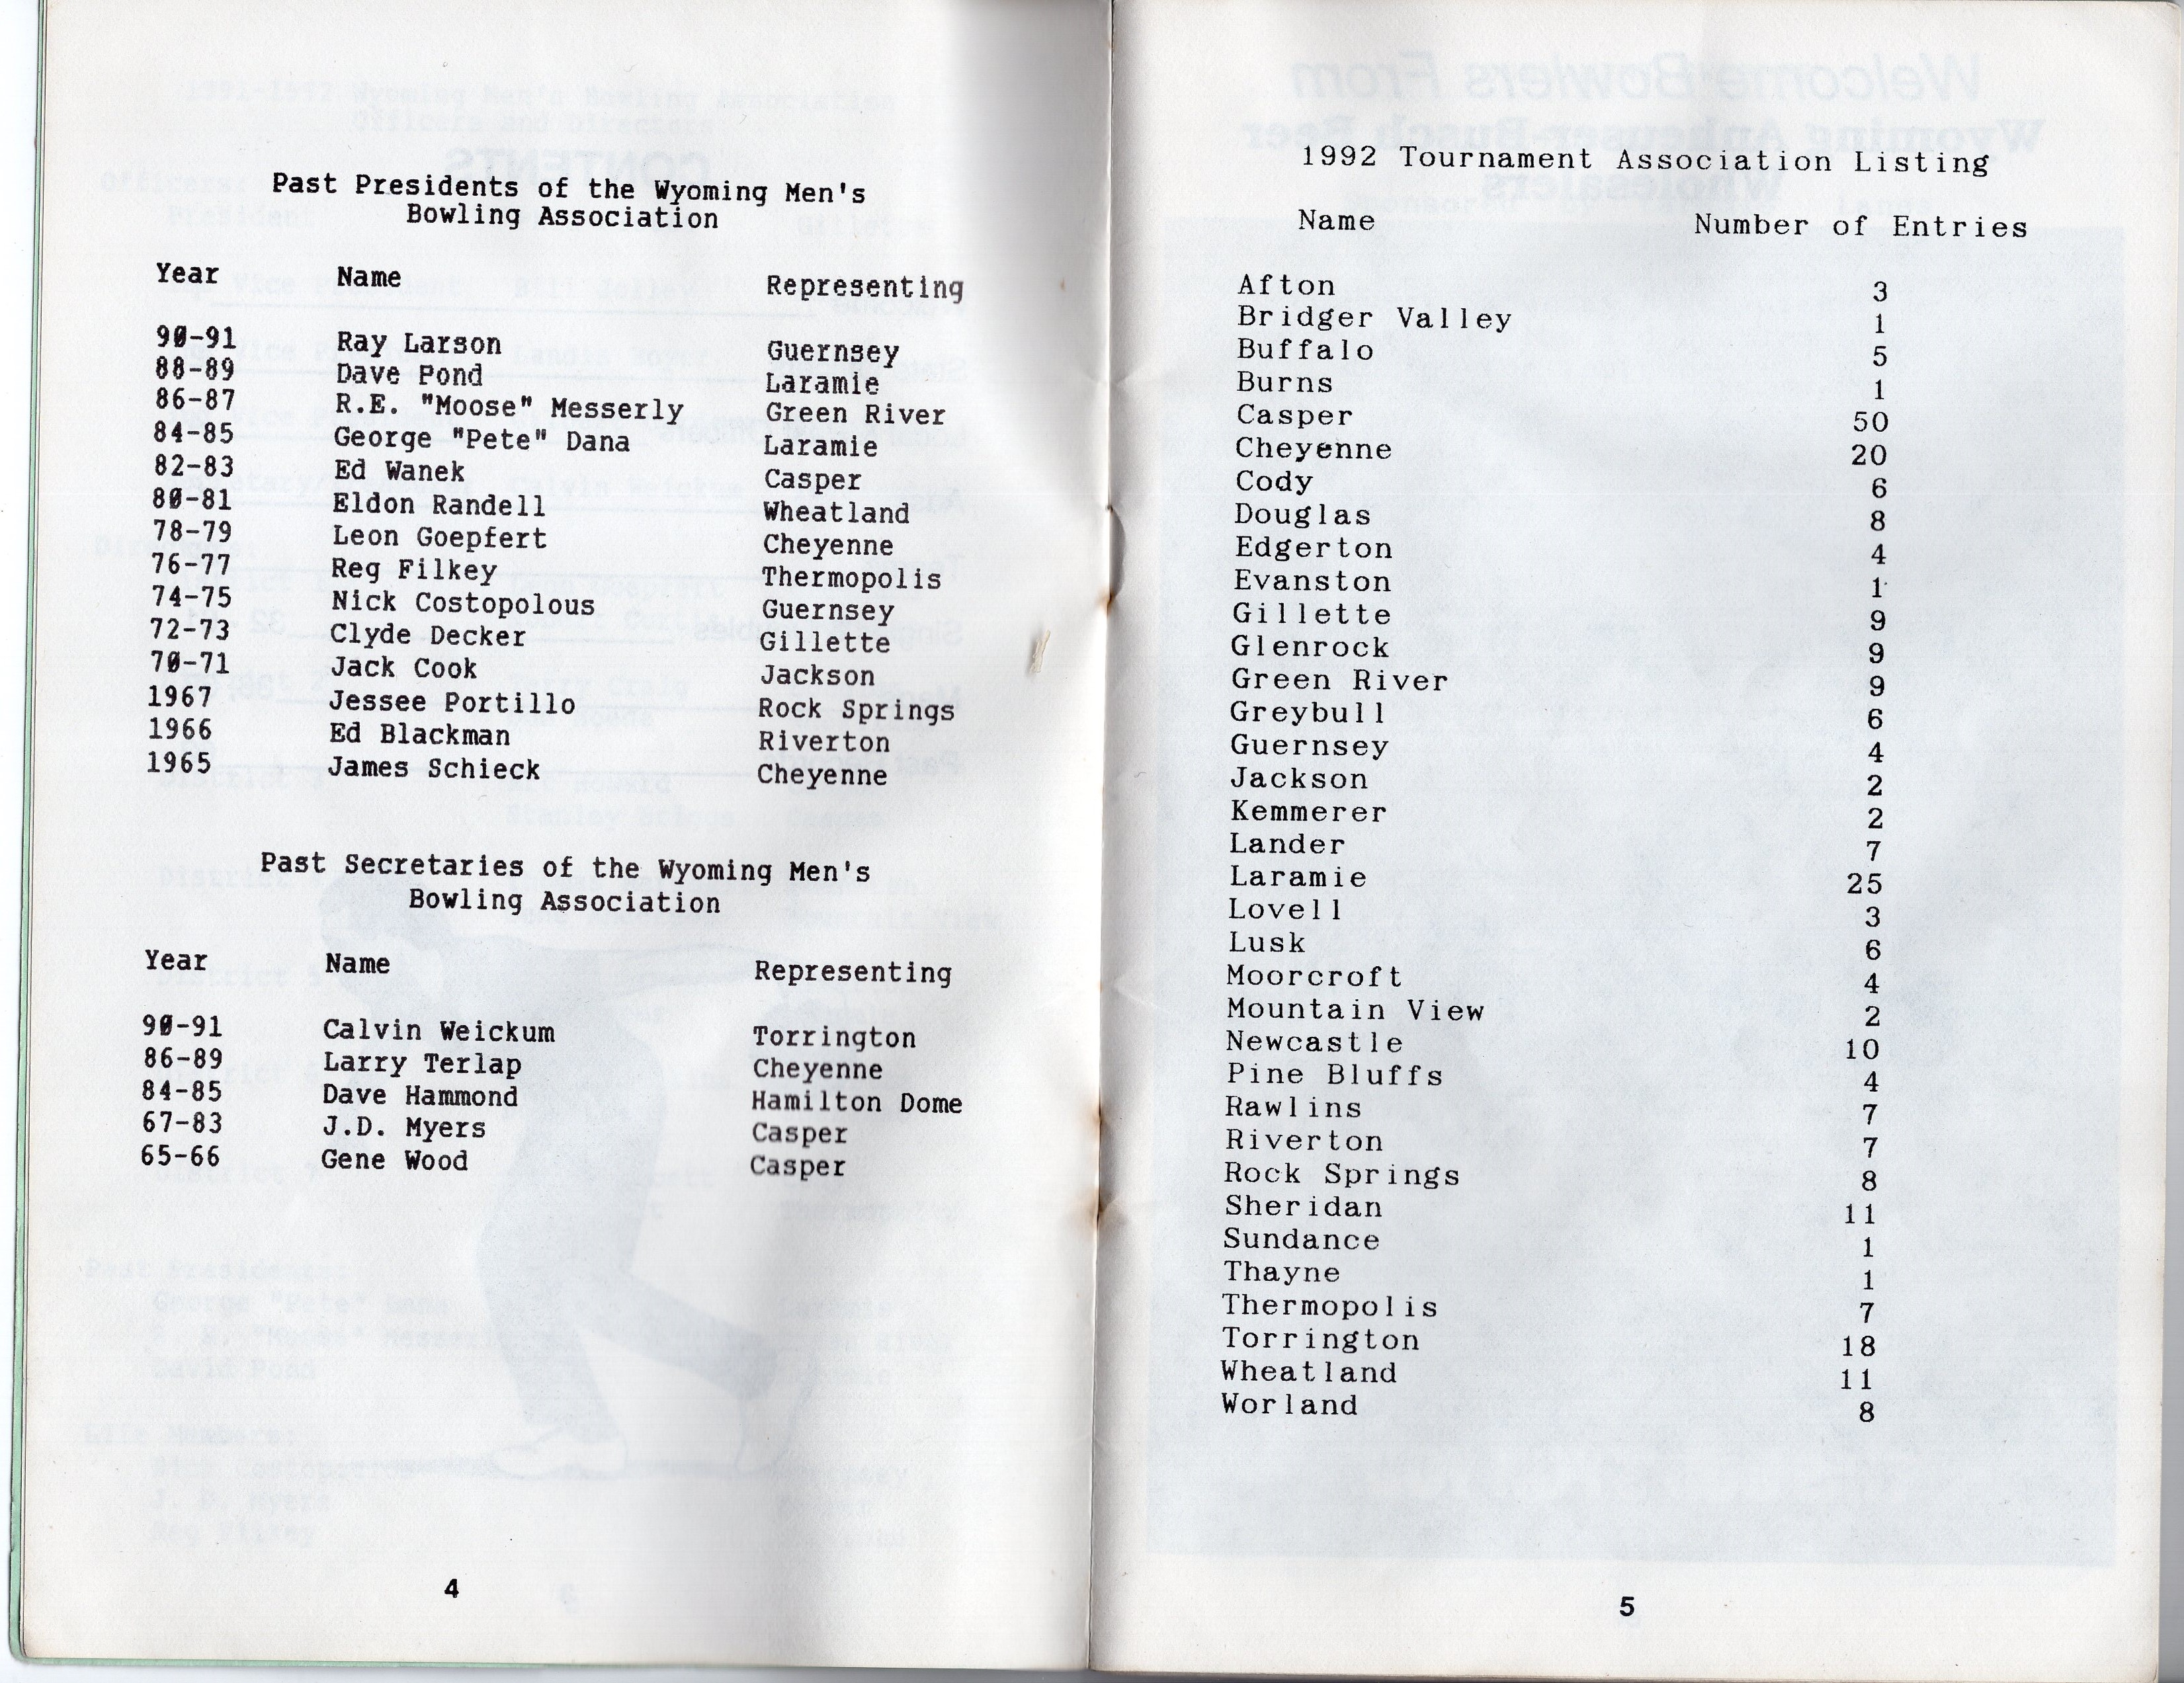 Past Presidents of the Wyoming Men's
Bowling Association
Year Name Representing
90-91 Ray Larson Guernsey
88-89 Dave Pond Laramie
86-87 R.E. "Moose" Messerly Green River
84-85 George "Pete" Dana Laramie
82-83 Ed Wanek Casper
80-81 Eldon Randell Wheatland
78-79 Leon Goepfert Cheyenne
76-77 Reg Filkey Thermopolis
74-75 Nick Costopolous Guernsey
72-73 Clyde Decker Gillette
70-71 Jack Cook Jackson
1967 Jessee Portillo Rock Springs
1966 Ed Blackman Riverton
1965 James Schieck Cheyenne
Past Secretaries of the Wyoming Men's
Bowling Association
Year Name Representing
90-91 Calvin Weickum Torrington
86-89 Larry Terlap Cheyenne
84-85 Dave Hammond Hamilton Dome
67-83 J.D. Myers Casper
65-66 Gene Wood Casper
4
1992 Tournament Association Listing
Name Number of Entries
Afton 3
Bridger Valley 1
Buffalo 5
Burns 1
Casper 50
Cheyenne 20
Cody 6
Douglas 8
Edgerton 4
Evanston 1
Gillette 9
Glenrock 9
Green River 9
Greybull 6
Guernsey 4
Jackson 2
Kemmerer 2
Lander 7
Laramie 25
Lovell 3
Lusk 6
Moorcroft 4
Mountain View 2
Newcastle 10
Pine Bluffs 4
Rawlins 7
Riverton 7
Rock Springs 8
Sheridan 11
Sundance 1
Thayne 1
Thermopolis 7
Torrington 18
Wheatland 11
Worland 8
5